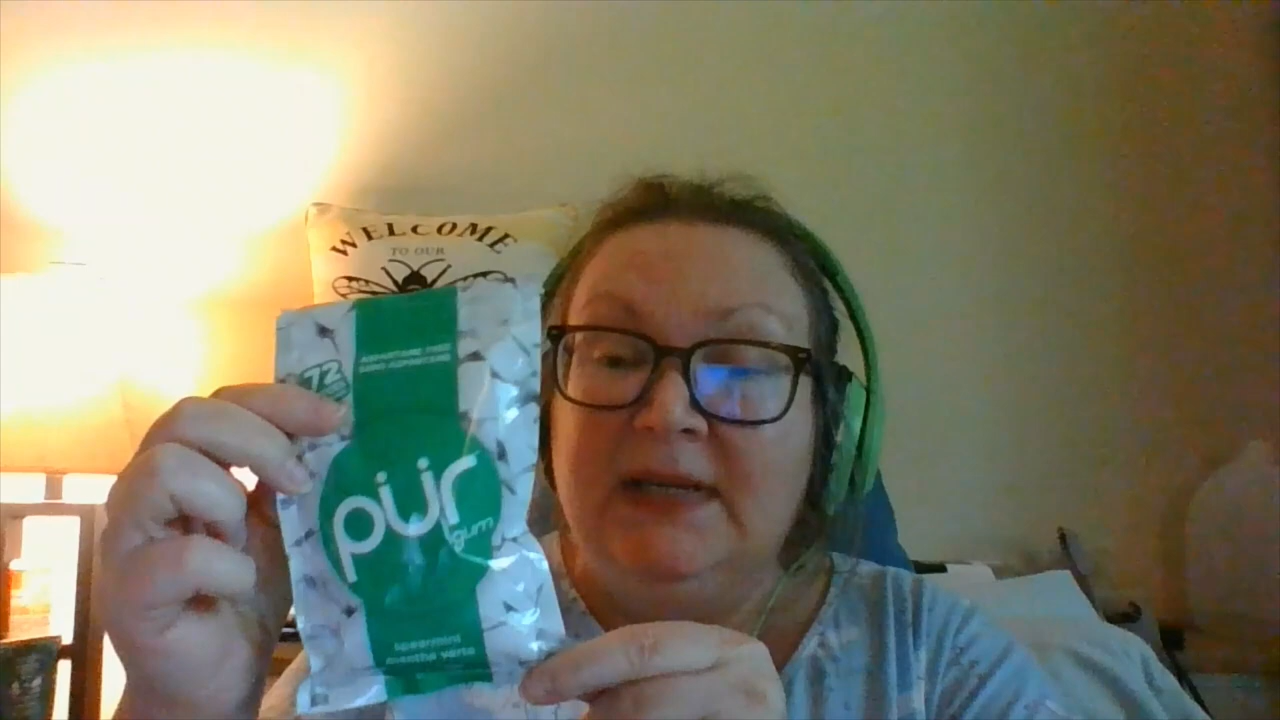 WELCOME
TO OUR
ASPARTAME FREE
SANS ASPARTAME
72
pür
gum
spearmint
menthe verte